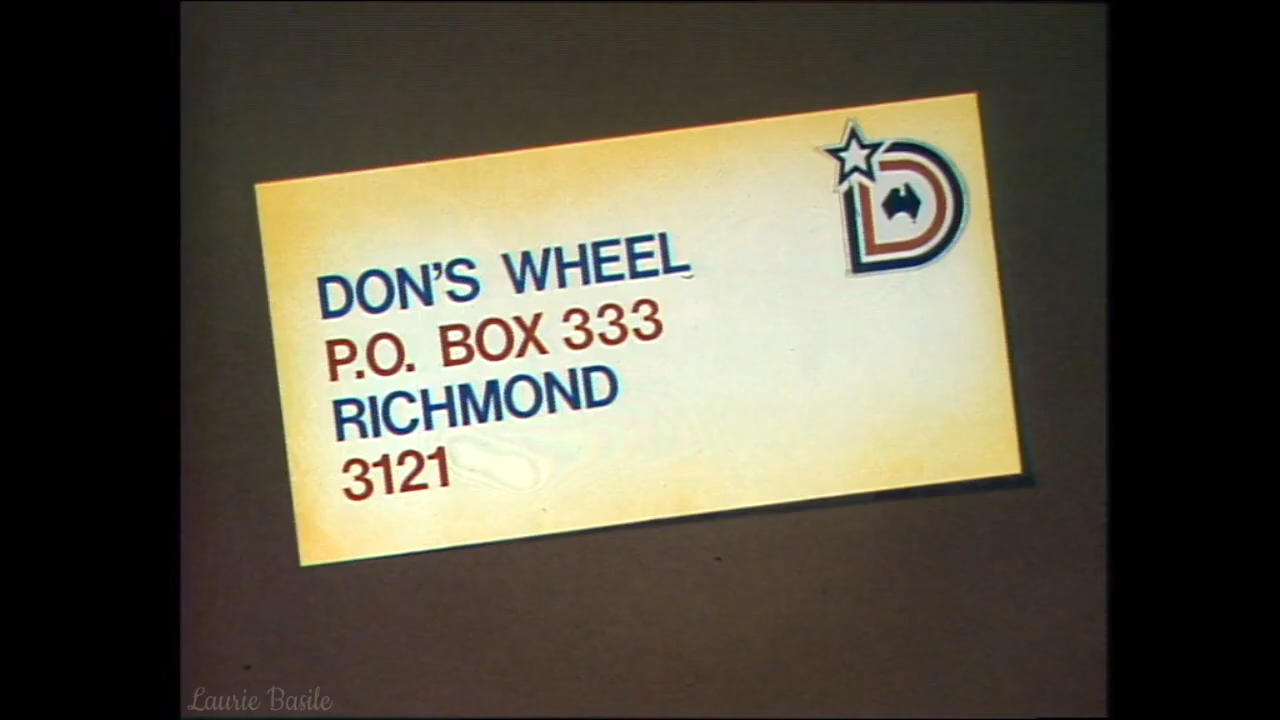 DON'S WHEEL
P.O. BOX 333
RICHMOND
3121
D
Laurie Basile